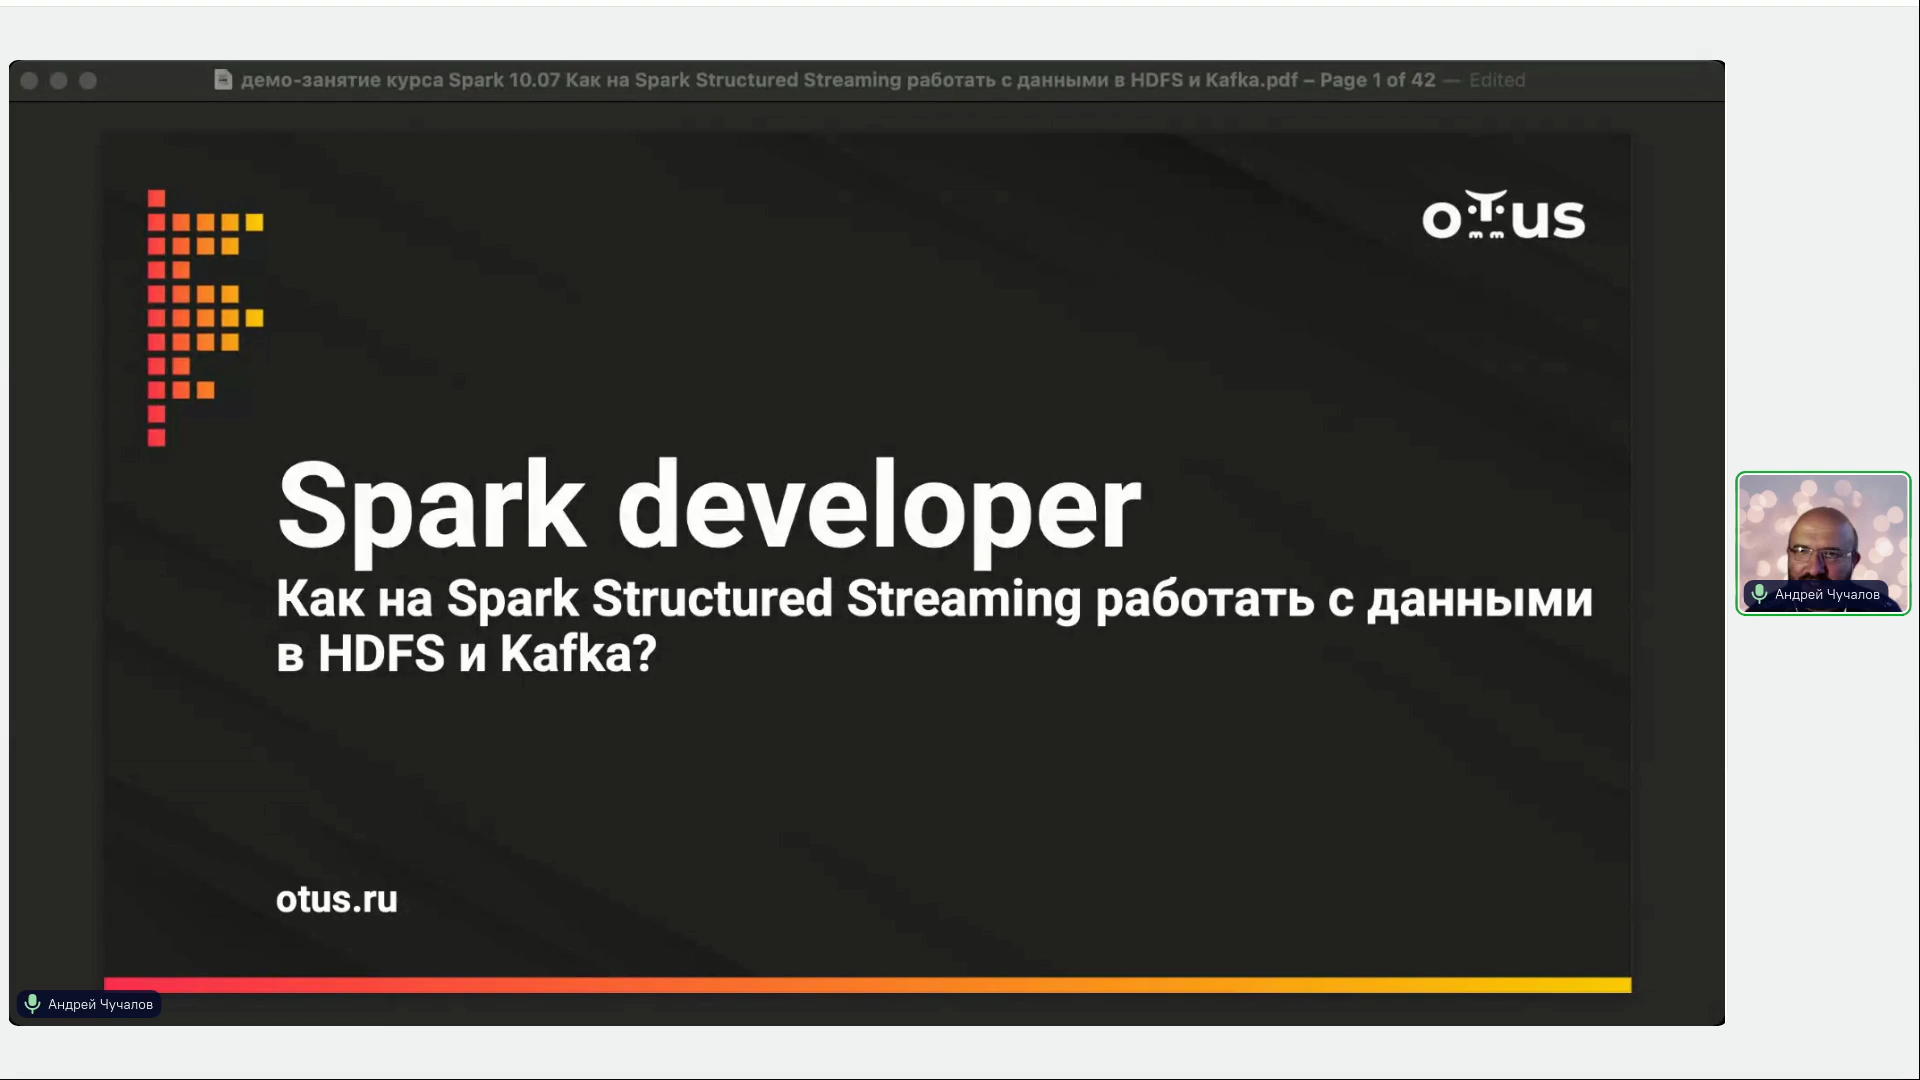 демо-занятие курса Spark 10.07 Как на Spark Structured Streaming работать с данными в HDFS и Kafka.pdf – Page 1 of 42 — Edited
otus
Spark developer
Как на Spark Structured Streaming работать с данными
в HDFS и Kafka?
Андрей Чучалов
otus.ru
Андрей Чучалов